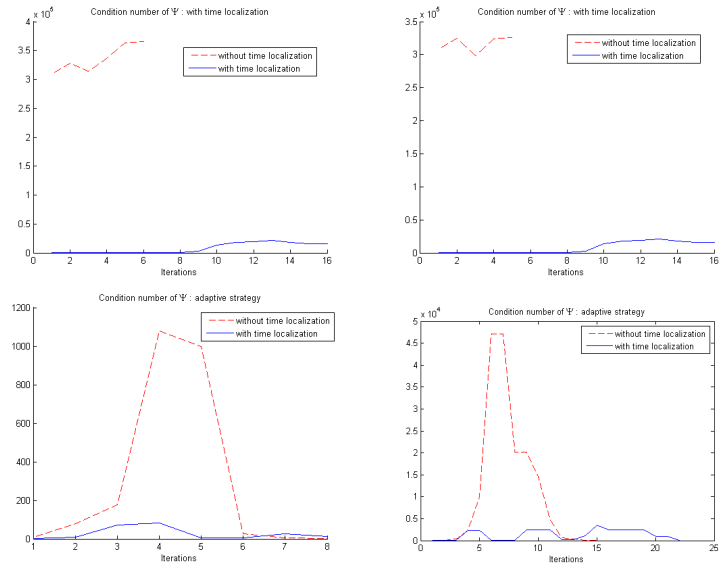 Condition number of Ψ : with time localization
x 10^5
4
3.5
3
2.5
2
1.5
1
0.5
0
0 2 4 6 8 10 12 14 16
Iterations
without time localization
with time localization
Condition number of Ψ : with time localization
x 10^5
3.5
3
2.5
2
1.5
1
0.5
0
0 2 4 6 8 10 12 14 16
Iterations
without time localization
with time localization
Condition number of Ψ : adaptive strategy
1200
1000
800
600
400
200
0
1 2 3 4 5 6 7 8
Iterations
without time localization
with time localization
Condition number of Ψ : adaptive strategy
x 10^4
5
4.5
4
3.5
3
2.5
2
1.5
1
0.5
0
0 5 10 15 20 25
Iterations
without time localization
with time localization